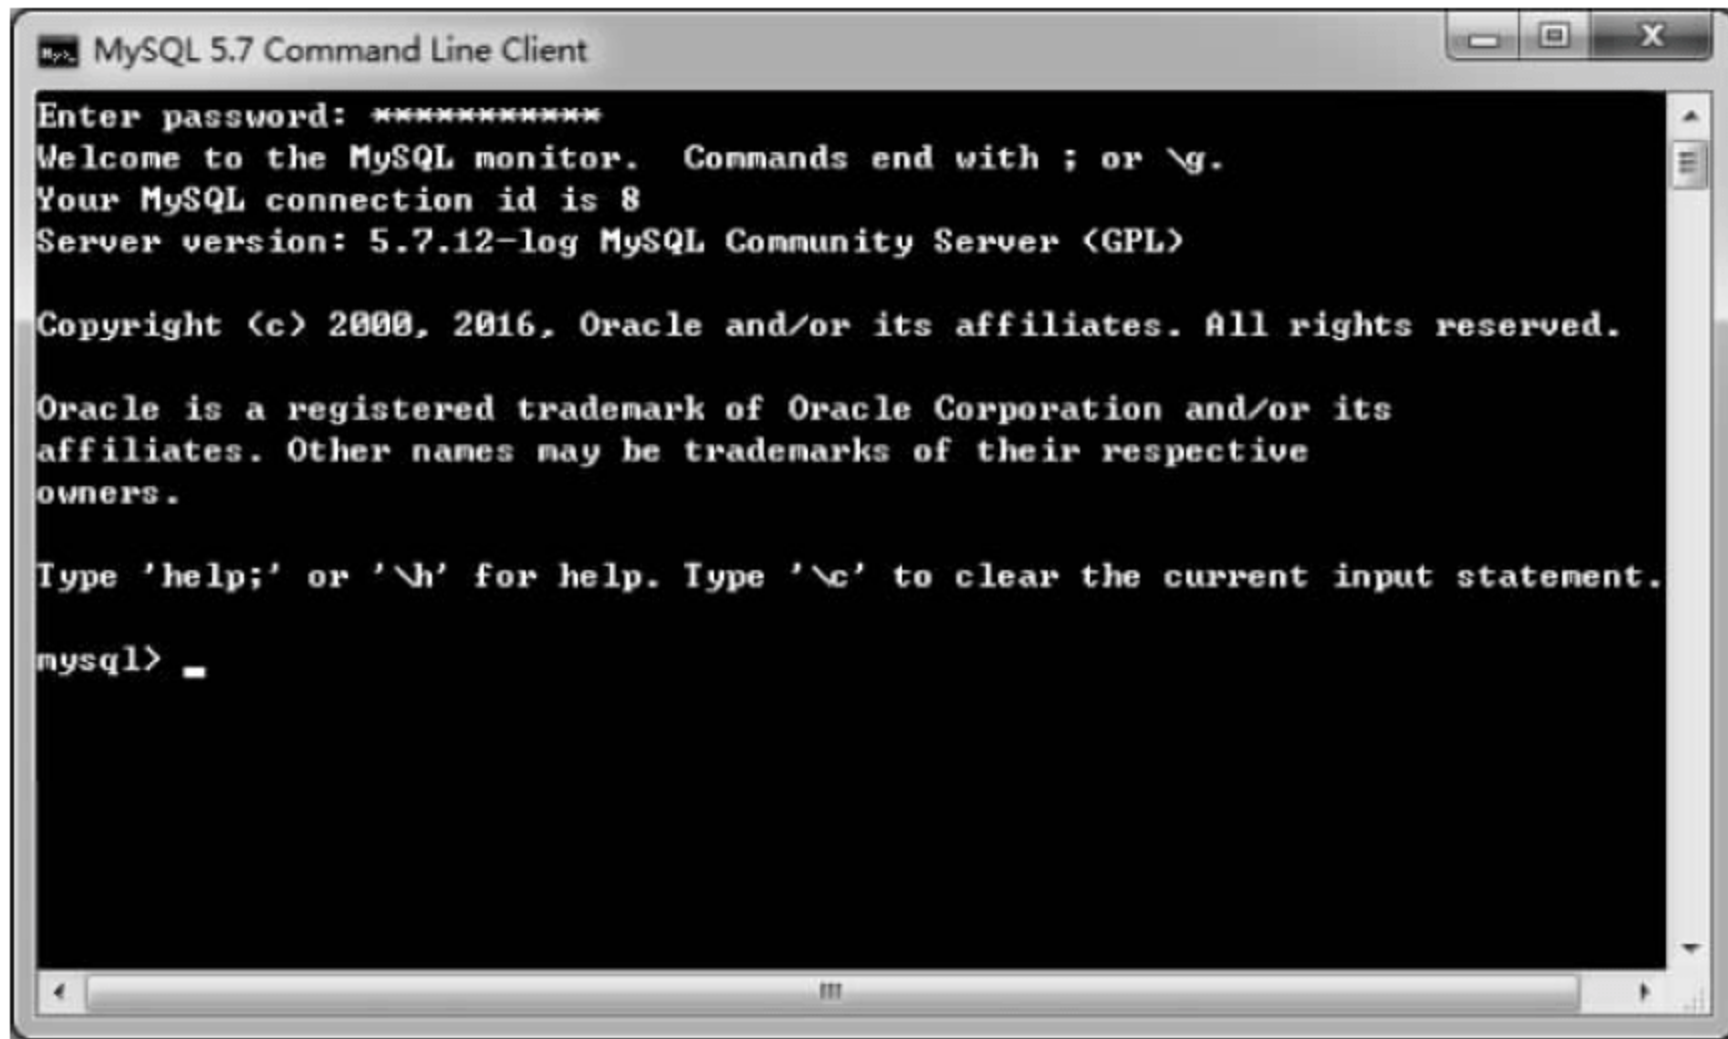 MySQL 5.7 Command Line Client
Enter password: ***********
Welcome to the MySQL monitor.  Commands end with ; or \g.
Your MySQL connection id is 8
Server version: 5.7.12-log MySQL Community Server (GPL)
Copyright (c) 2000, 2016, Oracle and/or its affiliates. All rights reserved.
Oracle is a registered trademark of Oracle Corporation and/or its
affiliates. Other names may be trademarks of their respective
owners.
Type 'help;' or '\h' for help. Type '\c' to clear the current input statement.
mysql> _